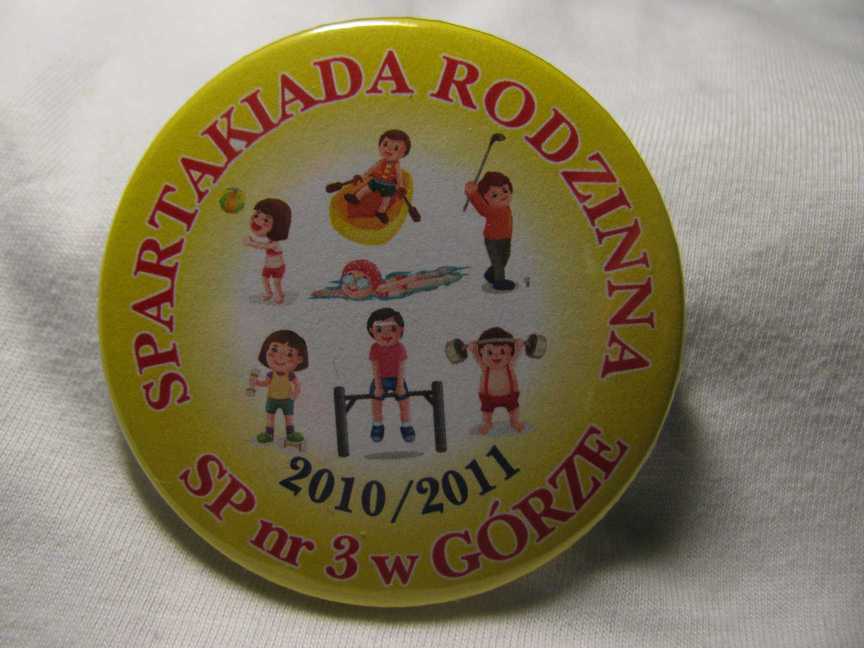 SPARTAKIADA RODZINNA
2010/2011
SP nr 3 w GÓRZE